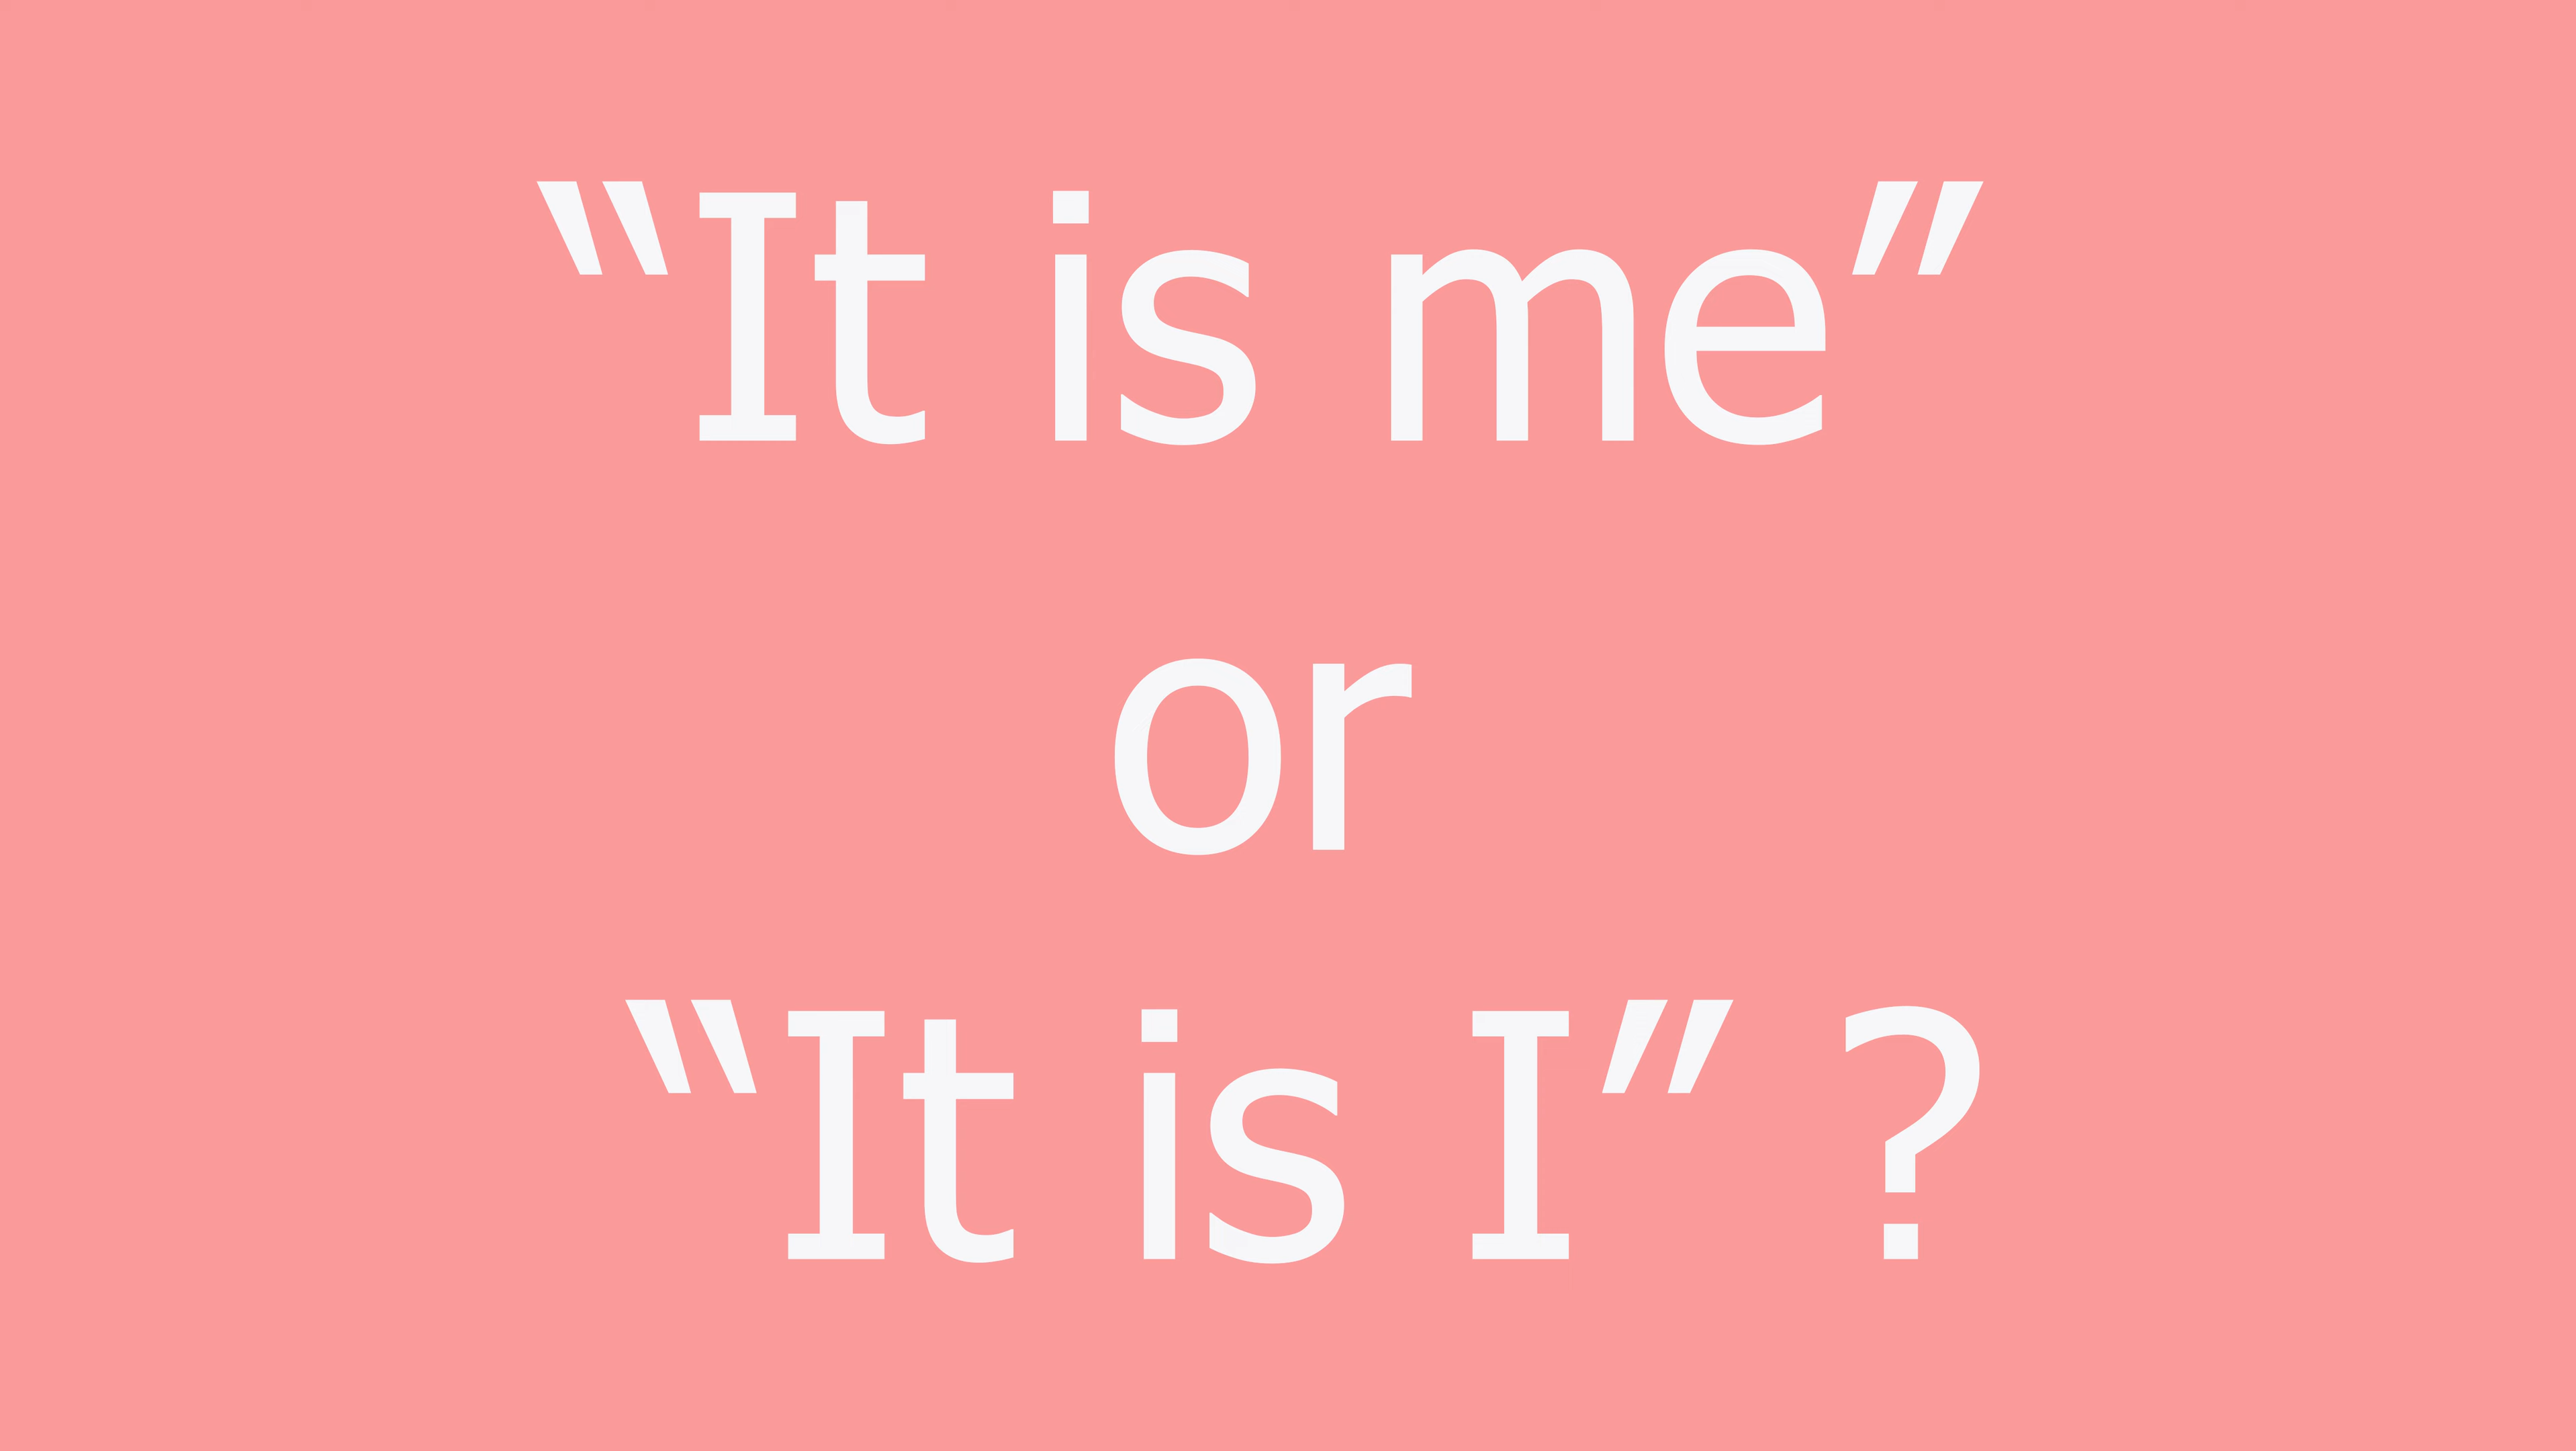 “It is me”
or
“It is I” ?